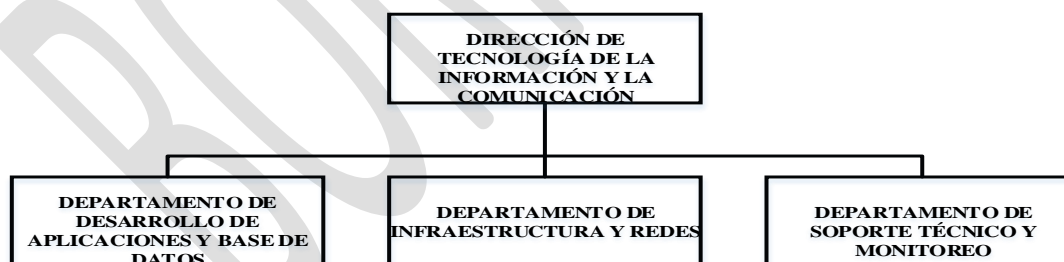 DIRECCIÓN DE
TECNOLOGÍA DE LA
INFORMACIÓN Y LA
COMUNICACIÓN
DEPARTAMENTO DE
DESARROLLO DE
APLICACIONES Y BASE DE
DATOS
DEPARTAMENTO DE
INFRAESTRUCTURA Y REDES
DEPARTAMENTO DE
SOPORTE TÉCNICO Y
MONITOREO